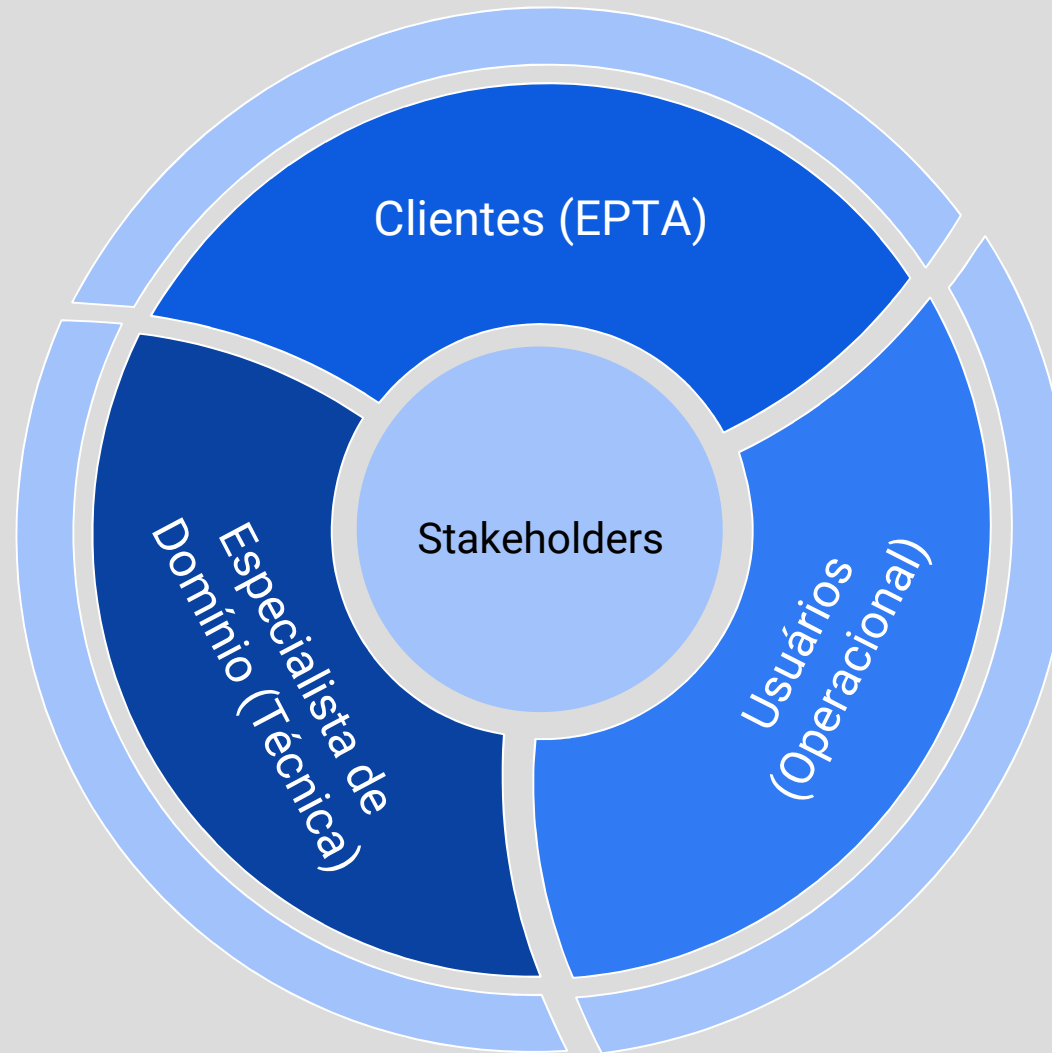 Clientes (EPTA)
Stakeholders
Usuários
(Operacional)
Especialista de
Domínio (Técnica)